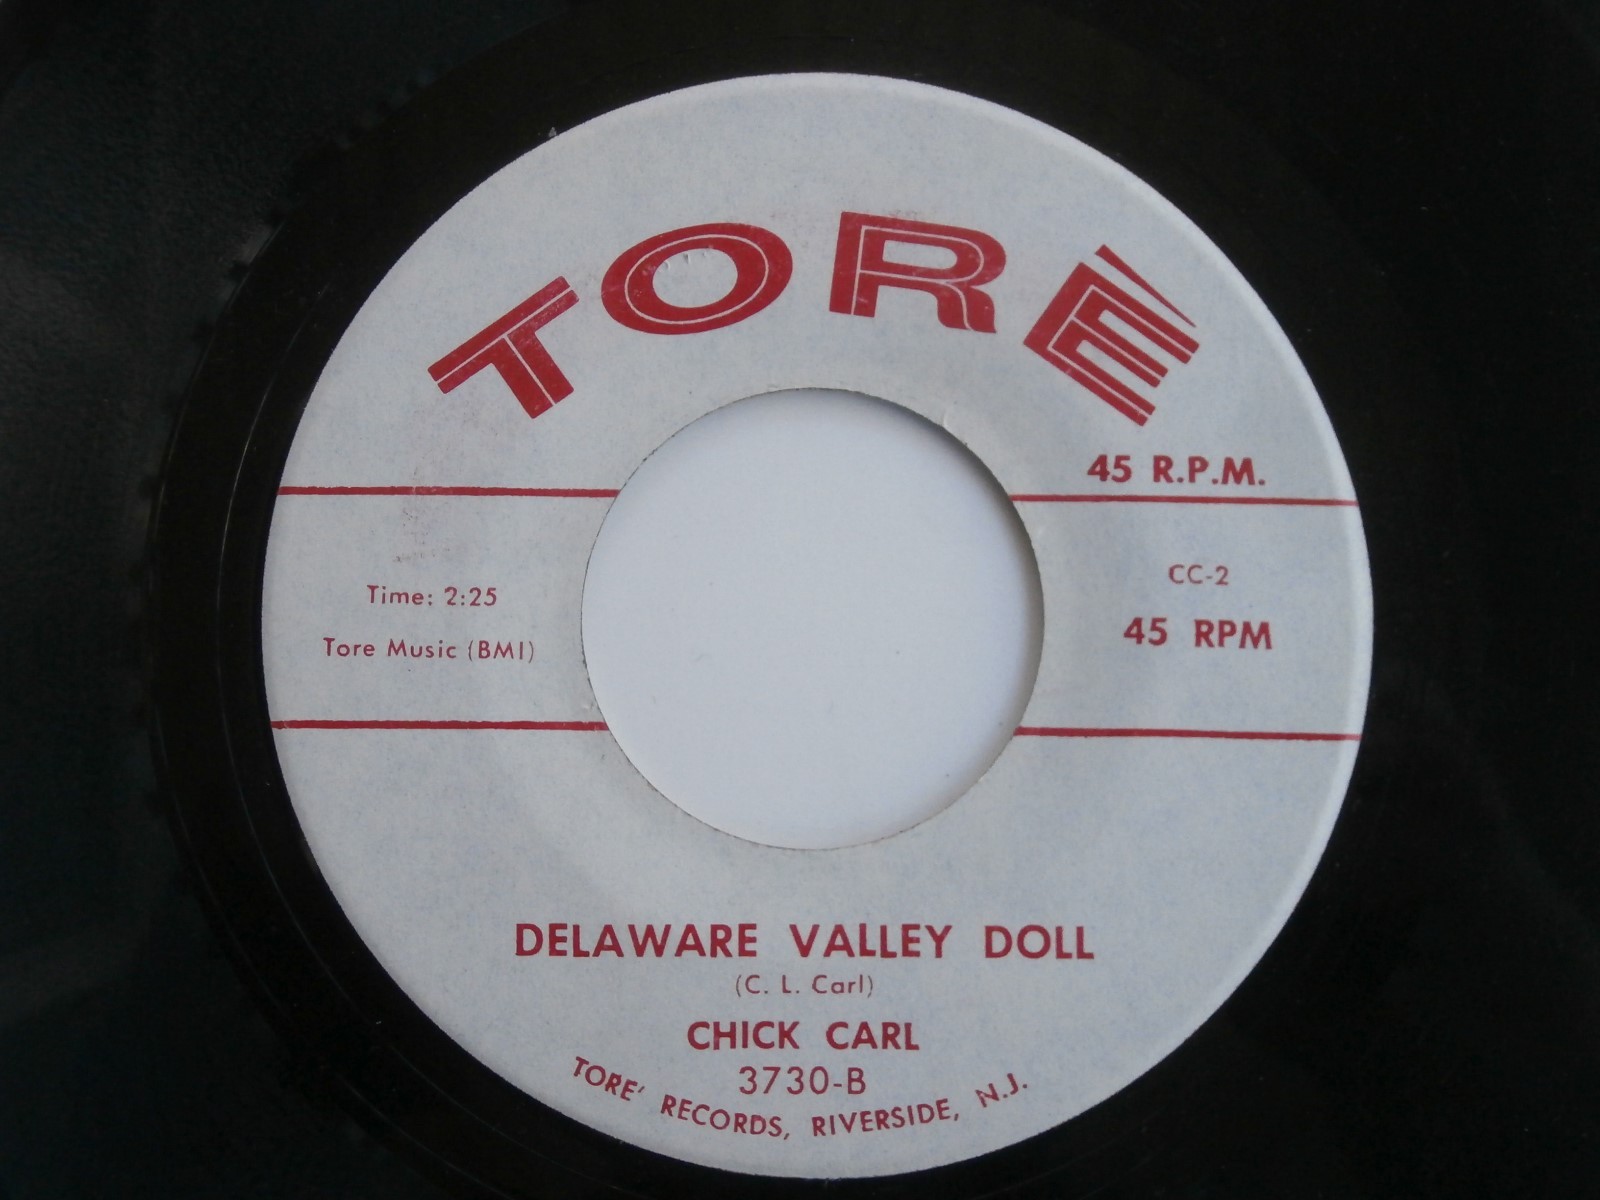 TORÉ
45 R.P.M.
Time: 2:25
Tore Music (BMI)
CC-2
45 RPM
DELAWARE VALLEY DOLL
(C. L. Carl)
CHICK CARL
3730-B
TORE' RECORDS, RIVERSIDE, N.J.